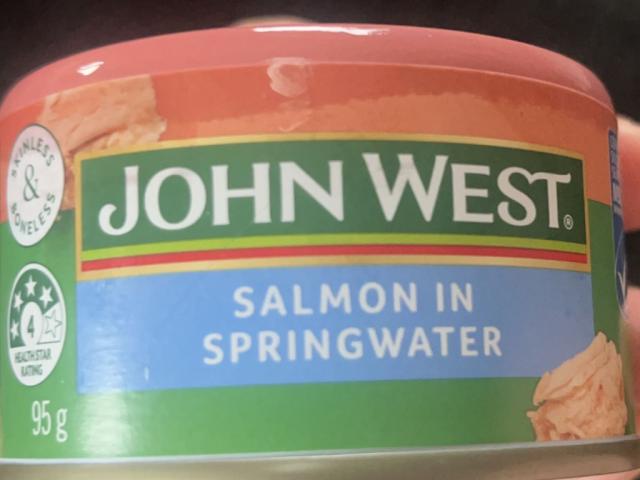 SKINLESS
&
BONELESS
JOHN WEST®
SALMON IN
SPRINGWATER
4
HEALTH STAR
RATING
95 g